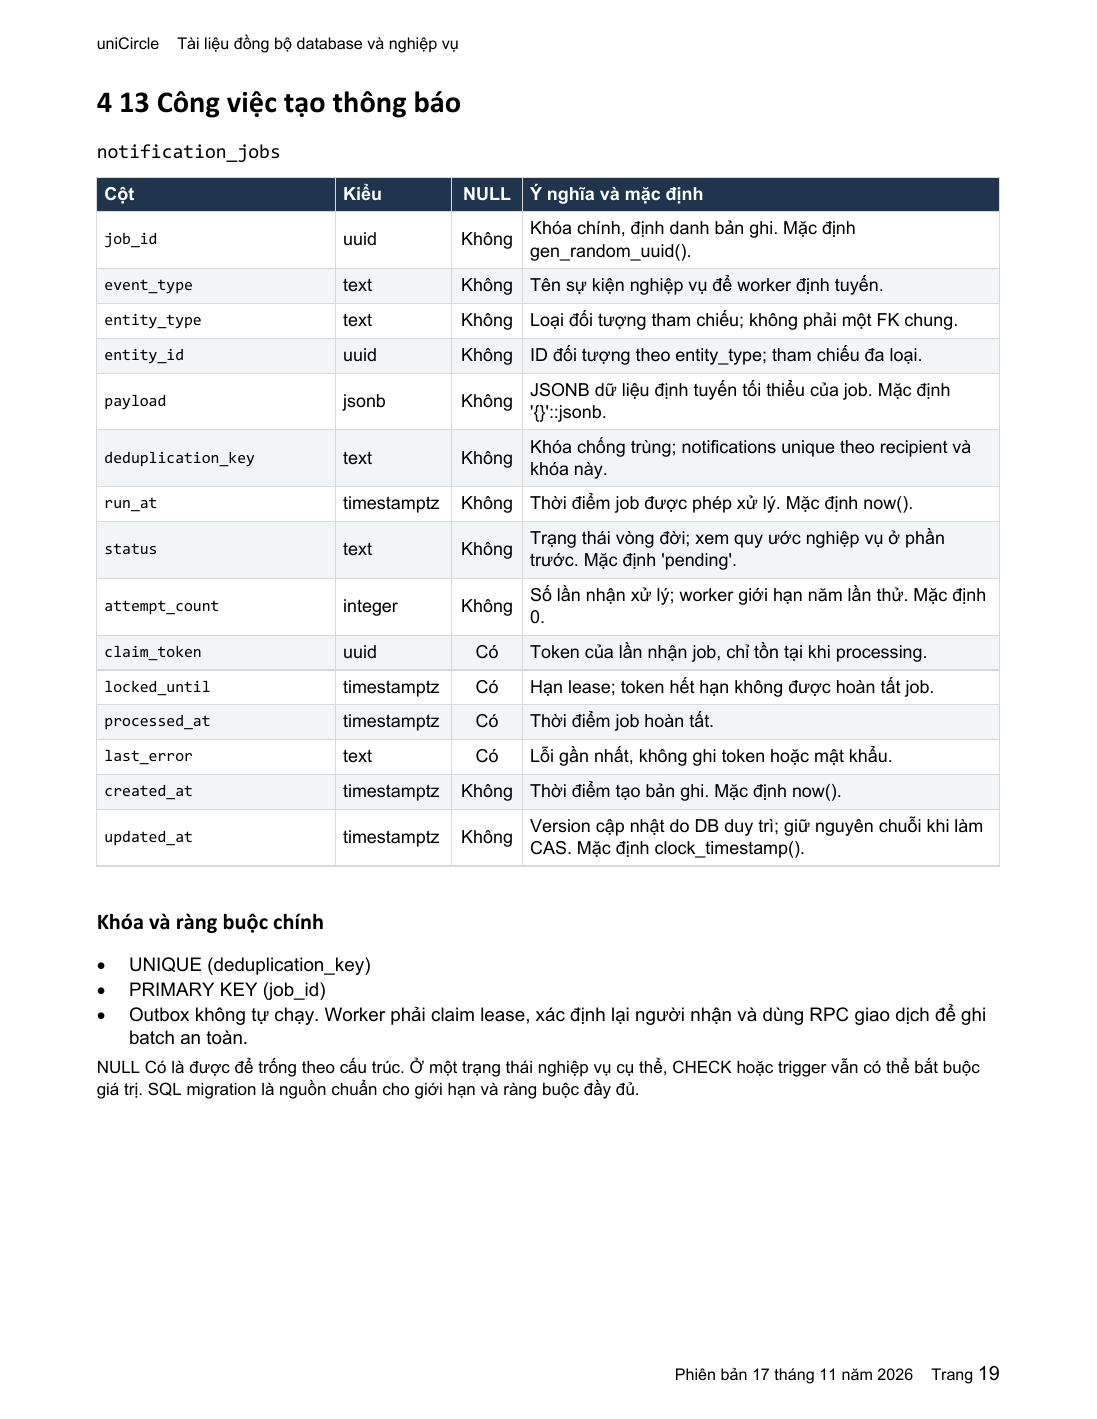 uniCircle Tài liệu đồng bộ database và nghiệp vụ
4 13 Công việc tạo thông báo
notification_jobs
Cột Kiểu NULL Ý nghĩa và mặc định
job_id uuid Không Khóa chính, định danh bản ghi. Mặc định
gen_random_uuid().
event_type text Không Tên sự kiện nghiệp vụ để worker định tuyến.
entity_type text Không Loại đối tượng tham chiếu; không phải một FK chung.
entity_id uuid Không ID đối tượng theo entity_type; tham chiếu đa loại.
payload jsonb Không JSONB dữ liệu định tuyến tối thiểu của job. Mặc định
'{}'::jsonb.
deduplication_key text Không Khóa chống trùng; notifications unique theo recipient và
khóa này.
run_at timestamptz Không Thời điểm job được phép xử lý. Mặc định now().
status text Không Trạng thái vòng đời; xem quy ước nghiệp vụ ở phần
trước. Mặc định 'pending'.
attempt_count integer Không Số lần nhận xử lý; worker giới hạn năm lần thử. Mặc định
0.
claim_token uuid Có Token của lần nhận job, chỉ tồn tại khi processing.
locked_until timestamptz Có Hạn lease; token hết hạn không được hoàn tất job.
processed_at timestamptz Có Thời điểm job hoàn tất.
last_error text Có Lỗi gần nhất, không ghi token hoặc mật khẩu.
created_at timestamptz Không Thời điểm tạo bản ghi. Mặc định now().
updated_at timestamptz Không Version cập nhật do DB duy trì; giữ nguyên chuỗi khi làm
CAS. Mặc định clock_timestamp().
Khóa và ràng buộc chính
• UNIQUE (deduplication_key)
• PRIMARY KEY (job_id)
• Outbox không tự chạy. Worker phải claim lease, xác định lại người nhận và dùng RPC giao dịch để ghi
batch an toàn.
NULL Có là được để trống theo cấu trúc. Ở một trạng thái nghiệp vụ cụ thể, CHECK hoặc trigger vẫn có thể bắt buộc
giá trị. SQL migration là nguồn chuẩn cho giới hạn và ràng buộc đầy đủ.
Phiên bản 17 tháng 11 năm 2026 Trang 19